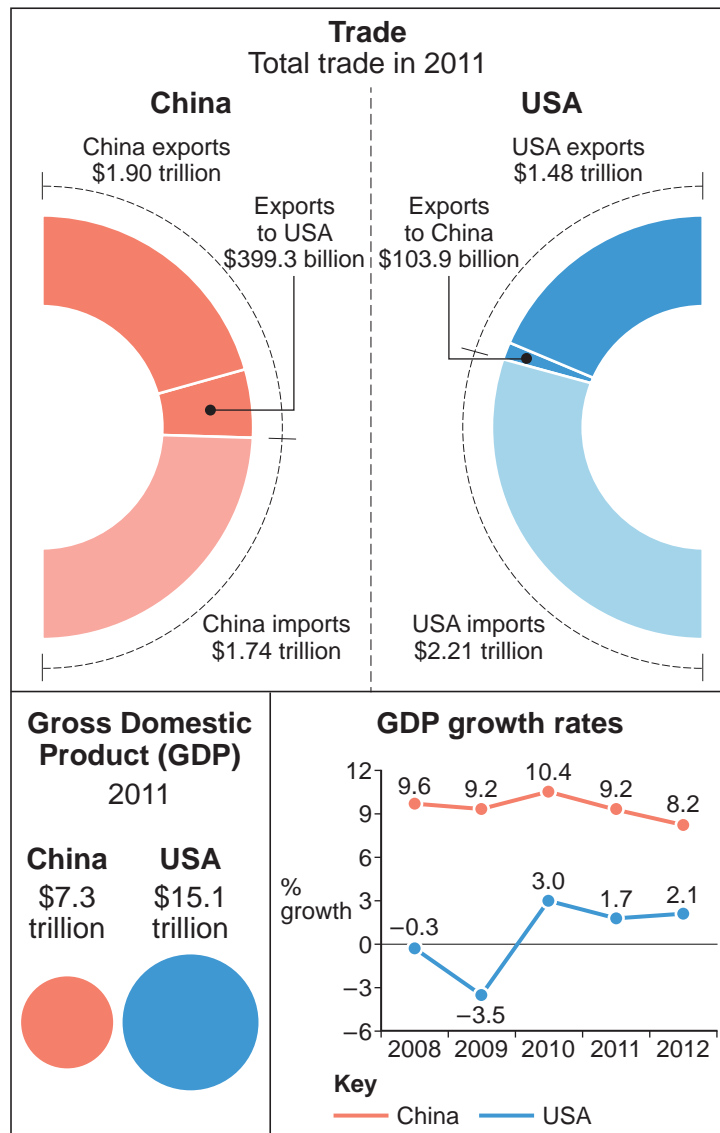 Trade
Total trade in 2011
China
China exports
$1.90 trillion
Exports
to USA
$399.3 billion
China imports
$1.74 trillion
USA
USA exports
$1.48 trillion
Exports
to China
$103.9 billion
USA imports
$2.21 trillion
Gross Domestic
Product (GDP)
2011
China
$7.3
trillion
USA
$15.1
trillion
GDP growth rates
% 
growth
12
9
6
3
0
−3
−6
9.6
9.2
10.4
9.2
8.2
−0.3
−3.5
3.0
1.7
2.1
2008 2009 2010 2011 2012
Key
China USA